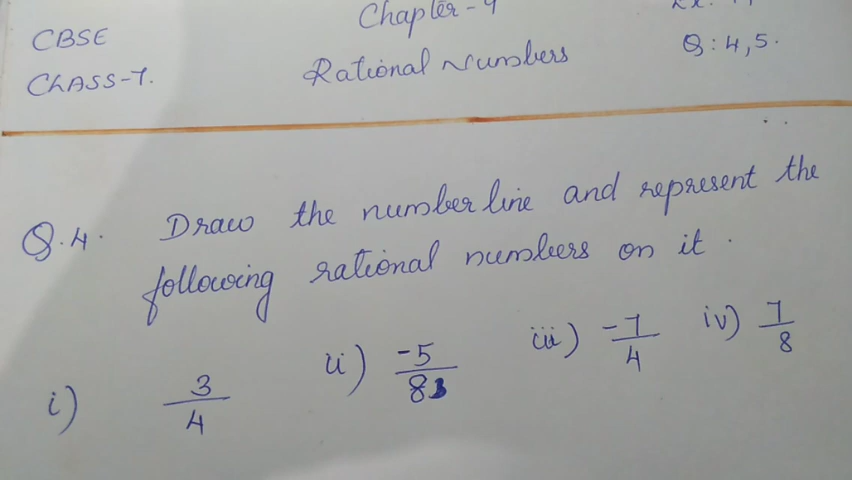 CBSE
Chapter-4
CLASS-7.
Rational Numbers
Q: 4, 5.
Q.4. Draw the number line and represent the
following rational numbers on it.
i) 3/4 ii) -5/8 iii) -7/4 iv) 7/8